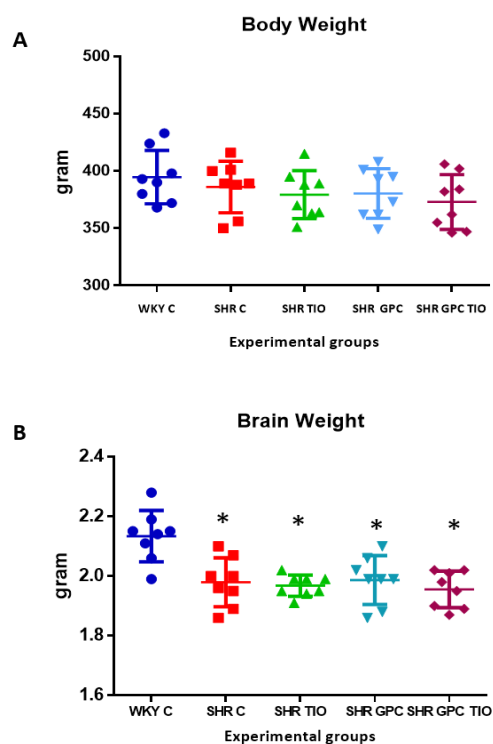 Body Weight
A
500
450
400
350
300
gram
WKY C SHR C SHR TIO SHR GPC SHR GPC TIO
Experimental groups
Brain Weight
B
2.4
2.2
2.0
1.8
1.6
gram
* * * *
WKY C SHR C SHR TIO SHR GPC SHR GPC TIO
Experimental groups